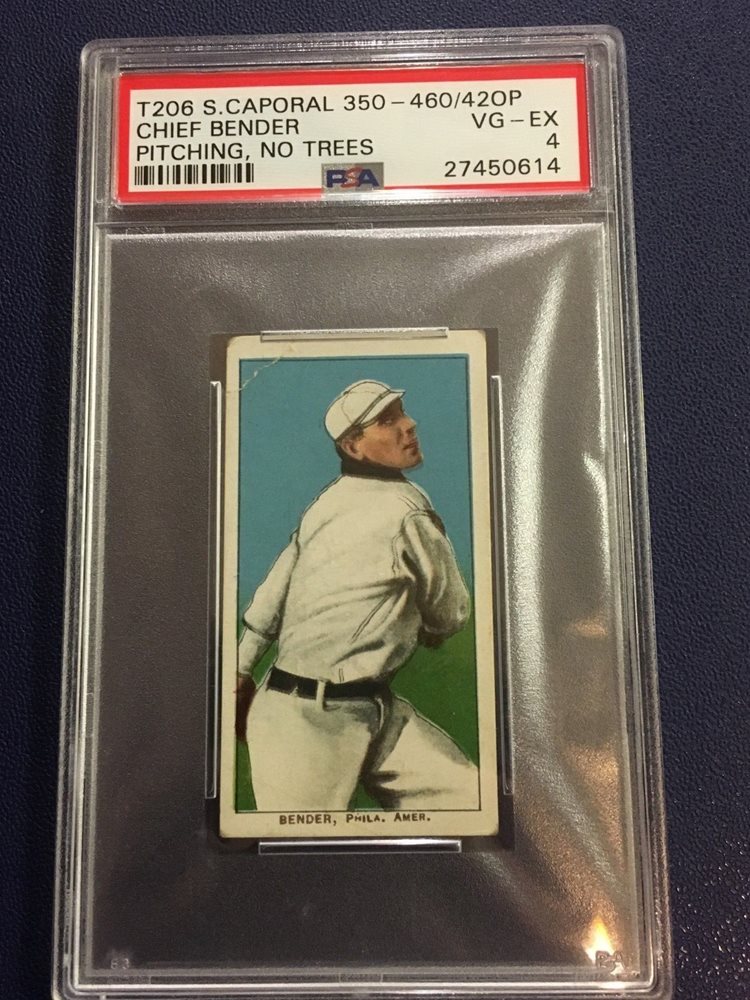 T206 S.CAPORAL 350-460/42OP
CHIEF BENDER VG-EX
PITCHING, NO TREES 4
PSA 27450614
BENDER, PHILA. AMER.